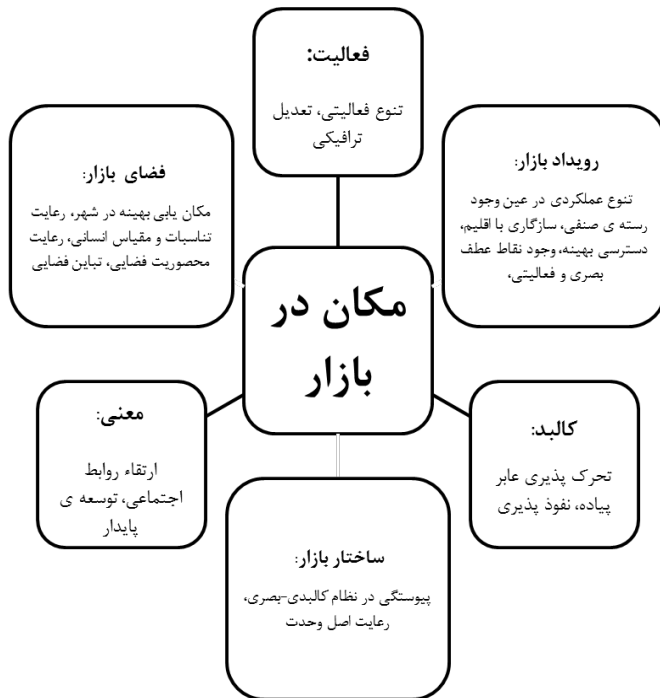 فعالیت:
تنوع فعالیتی، تعدیل
ترافیکی
رویداد بازار:
تنوع عملکردی در عین وجود
رسته ی صنفی، سازگاری با اقلیم،
دسترسی بهینه، وجود نقاط عطف
بصری و فعالیتی،
فضای بازار:
مکان یابی بهینه در شهر، رعایت
تناسبات و مقیاس انسانی، رعایت
محصوریت فضایی، تباین فضایی
مکان در
بازار
کالبد:
تحرک پذیری عابر
پیاده، نفوذ پذیری
معنی:
ارتقاء روابط
اجتماعی، توسعه ی
پایدار
ساختار بازار:
پیوستگی در نظام کالبدی-بصری،
رعایت اصل وحدت